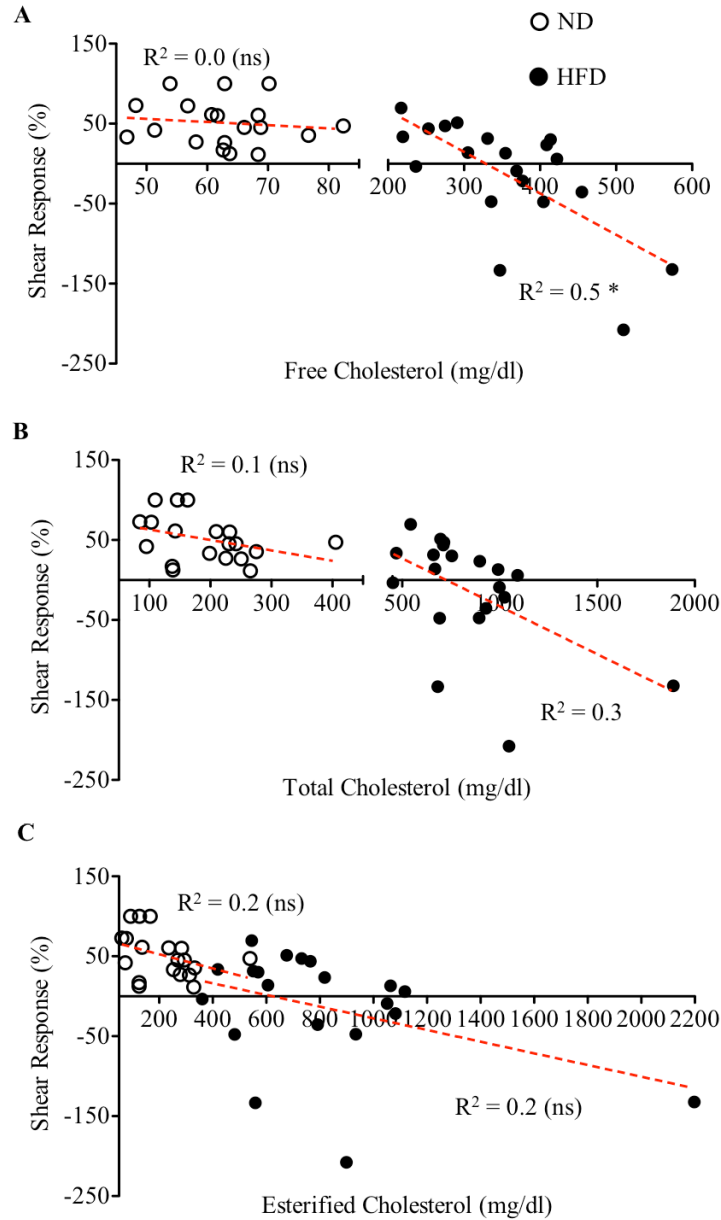 A
ND
HFD
R² = 0.0 (ns)
150
50
-50
-150
-250
50 60 70 80
200 300 400 500 600
R² = 0.5 *
Shear Response (%)
Free Cholesterol (mg/dl)
B
R² = 0.1 (ns)
150
50
-50
-150
-250
100 200 300 400
500 1000 1500 2000
R² = 0.3
Shear Response (%)
Total Cholesterol (mg/dl)
C
R² = 0.2 (ns)
150
50
-50
-150
-250
200 400 600 800 1000 1200 1400 1600 1800 2000 2200
R² = 0.2 (ns)
Shear Response (%)
Esterified Cholesterol (mg/dl)